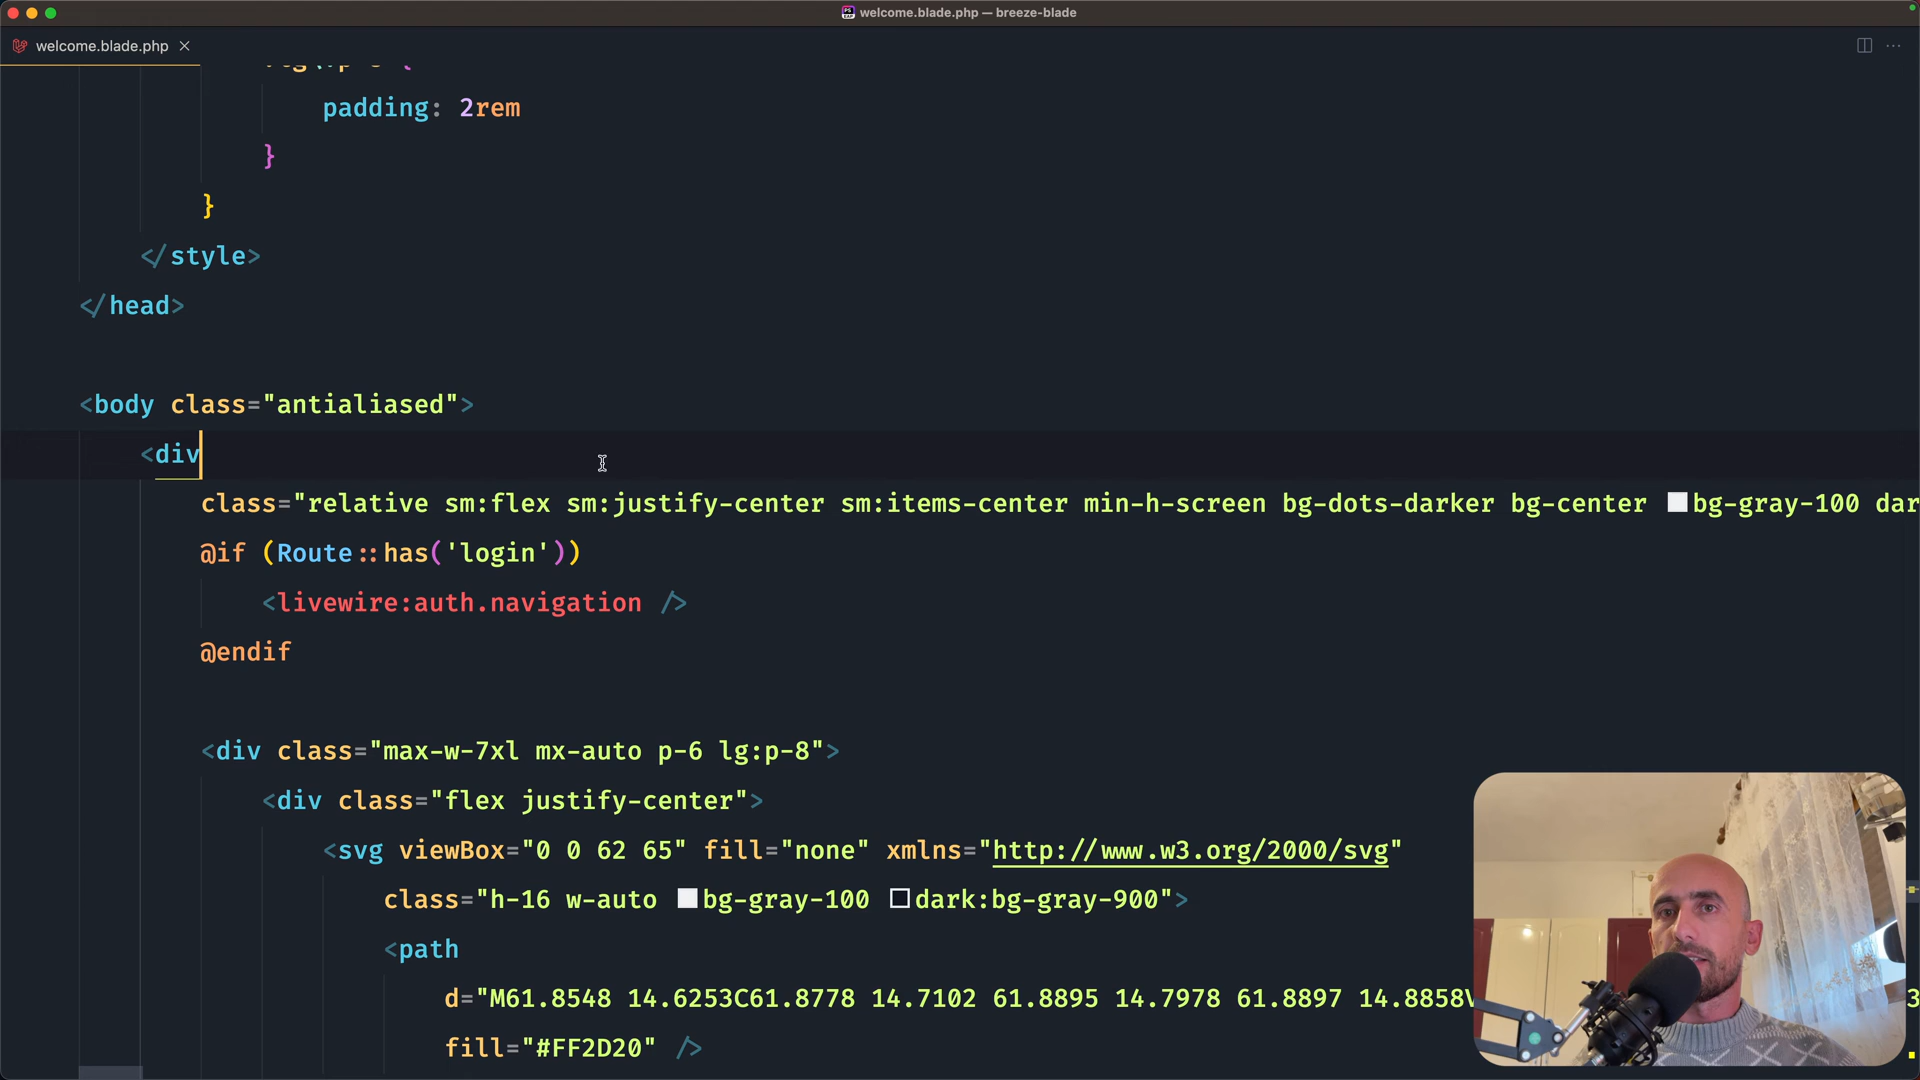 welcome.blade.php — breeze-blade
welcome.blade.php
padding: 2rem
}
}
</style>
</head>
<body class="antialiased">
<div
class="relative sm:flex sm:justify-center sm:items-center min-h-screen bg-dots-darker bg-center bg-gray-100 dar
@if (Route::has('login'))
<livewire:auth.navigation />
@endif
<div class="max-w-7xl mx-auto p-6 lg:p-8">
<div class="flex justify-center">
<svg viewBox="0 0 62 65" fill="none" xmlns="http://www.w3.org/2000/svg"
class="h-16 w-auto bg-gray-100 dark:bg-gray-900">
<path
d="M61.8548 14.6253C61.8778 14.7102 61.8895 14.7978 61.8897 14.8858V
fill="#FF2D20" />